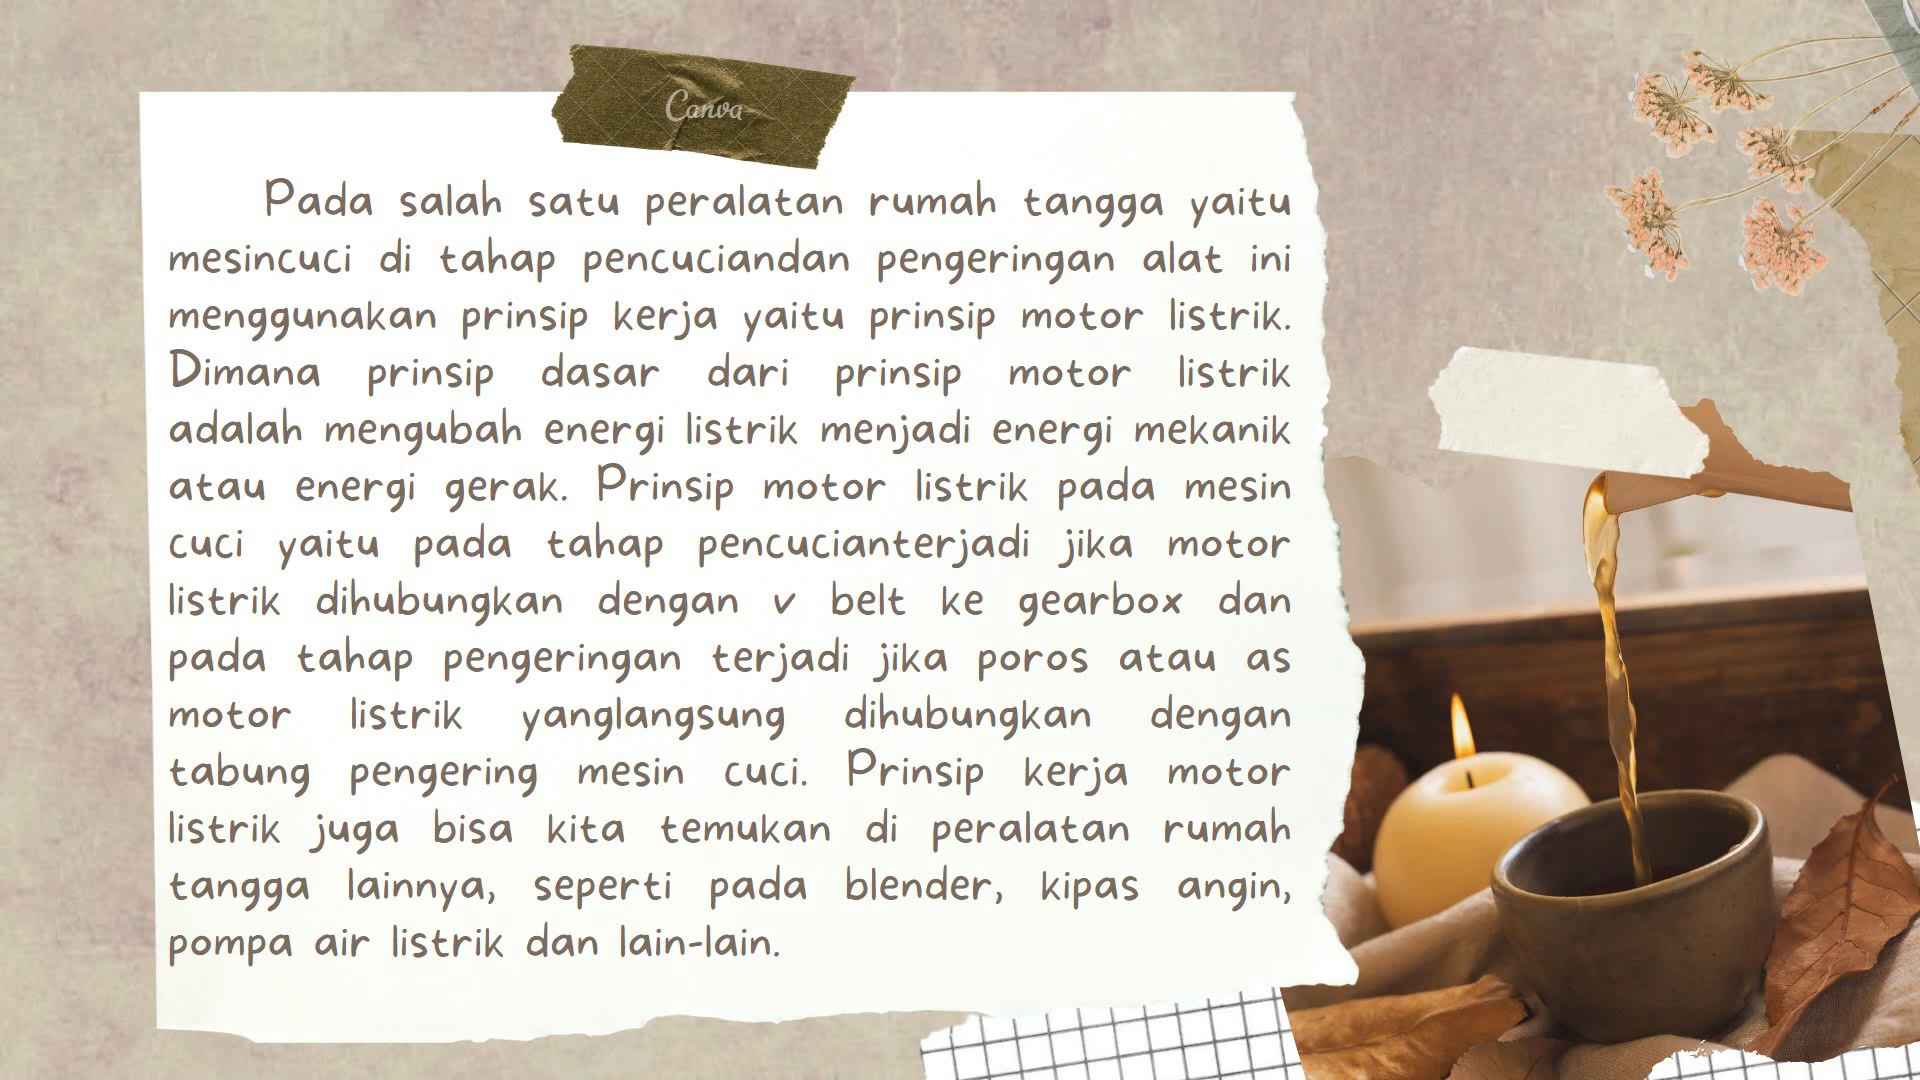 Canva
Pada salah satu peralatan rumah tangga yaitu
mesincuci di tahap pencuciandan pengeringan alat ini
menggunakan prinsip kerja yaitu prinsip motor listrik.
Dimana prinsip dasar dari prinsip motor listrik
adalah mengubah energi listrik menjadi energi mekanik
atau energi gerak. Prinsip motor listrik pada mesin
cuci yaitu pada tahap pencucianterjadi jika motor
listrik dihubungkan dengan v belt ke gearbox dan
pada tahap pengeringan terjadi jika poros atau as
motor listrik yanglangsung dihubungkan dengan
tabung pengering mesin cuci. Prinsip kerja motor
listrik juga bisa kita temukan di peralatan rumah
tangga lainnya, seperti pada blender, kipas angin,
pompa air listrik dan lain-lain.